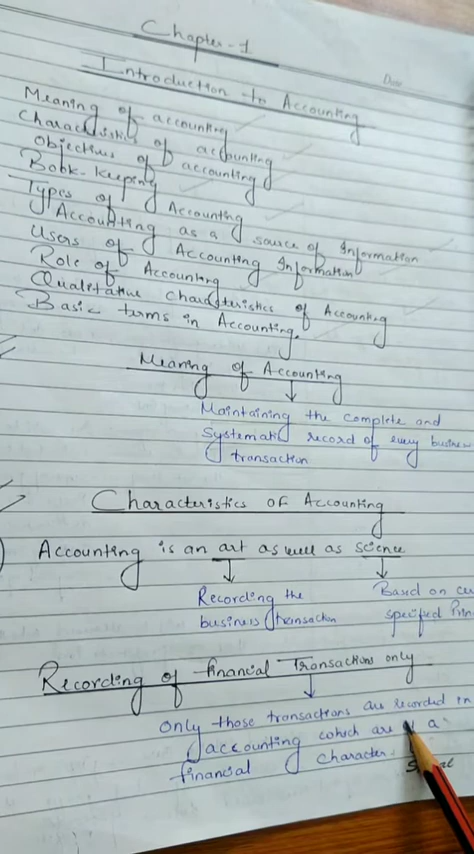 Chapter-1
Date
Introduction to Accounting
Meaning of accounting
Characteristics of accounting
Objectives of accounting
Book-keeping
Types of Accounting
Accounting as a source of Information
Users of Accounting Information
Role of Accounting
Qualitative characteristics of Accounting
Basic terms in Accounting.
Meaning of Accounting
Maintaining the complete and
systematic record of every business
transaction
Characteristics of Accounting
Accounting is an art as well as science
Recording the Based on
business transaction specified
Recording of financial Transactions only
Only those transactions are recorded in
accounting which are of a
financial character.